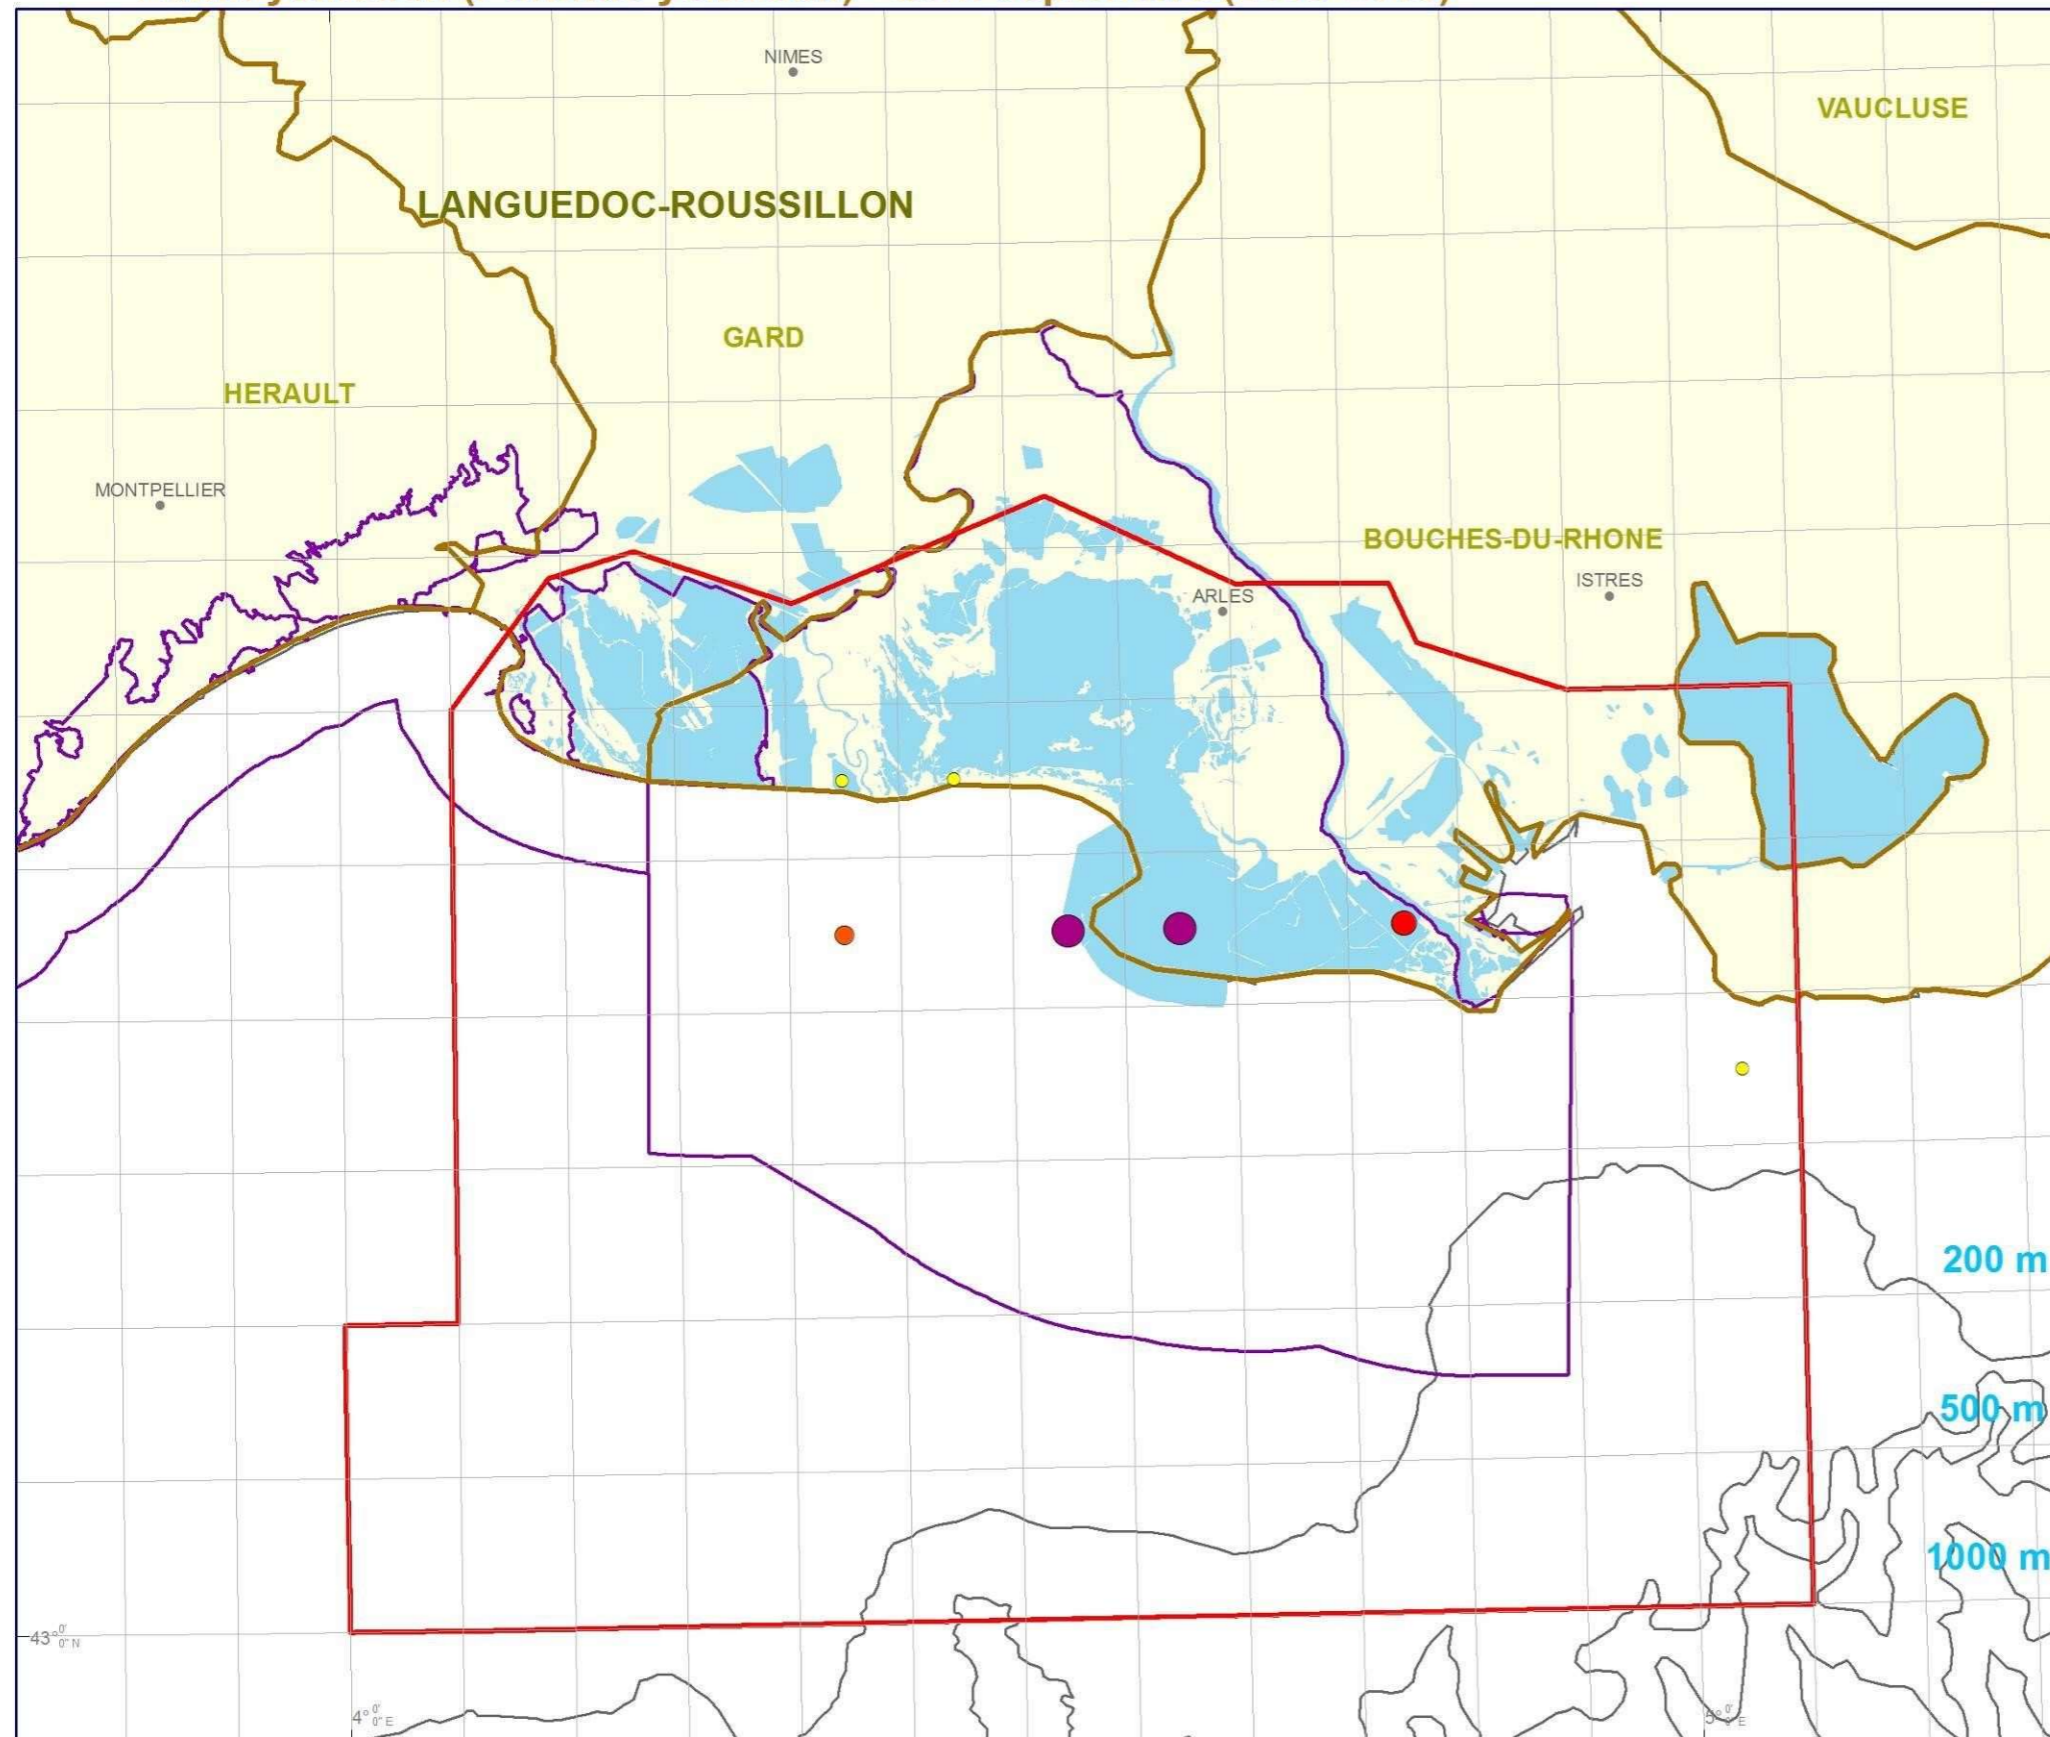 NIMES
VAUCLUSE
LANGUEDOC-ROUSSILLON
GARD
HERAULT
MONTPELLIER
BOUCHES-DU-RHONE
ISTRES
ARLES
200 m
500 m
1000 m
43° 0' 0" N
4° 0' 0" E
5° 0' 0" E